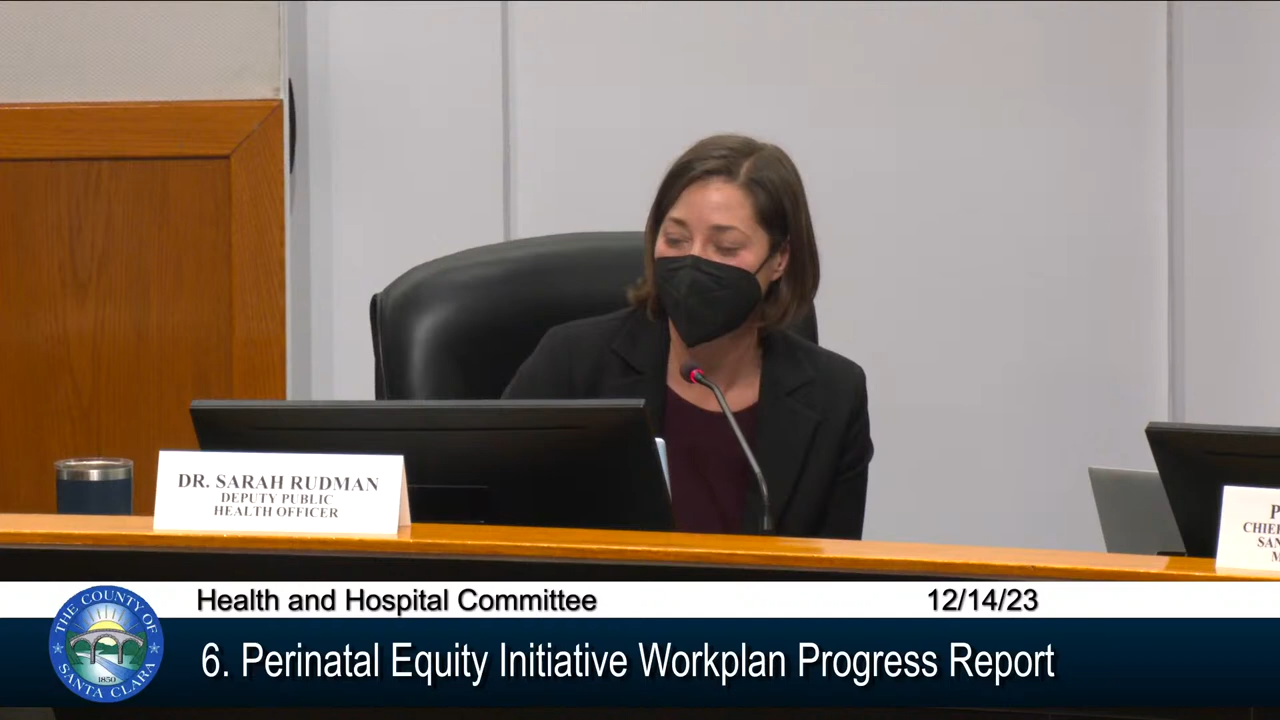 DR. SARAH RUDMAN
DEPUTY PUBLIC
HEALTH OFFICER
Health and Hospital Committee
12/14/23
6. Perinatal Equity Initiative Workplan Progress Report
THE COUNTY OF
SANTA CLARA
1850